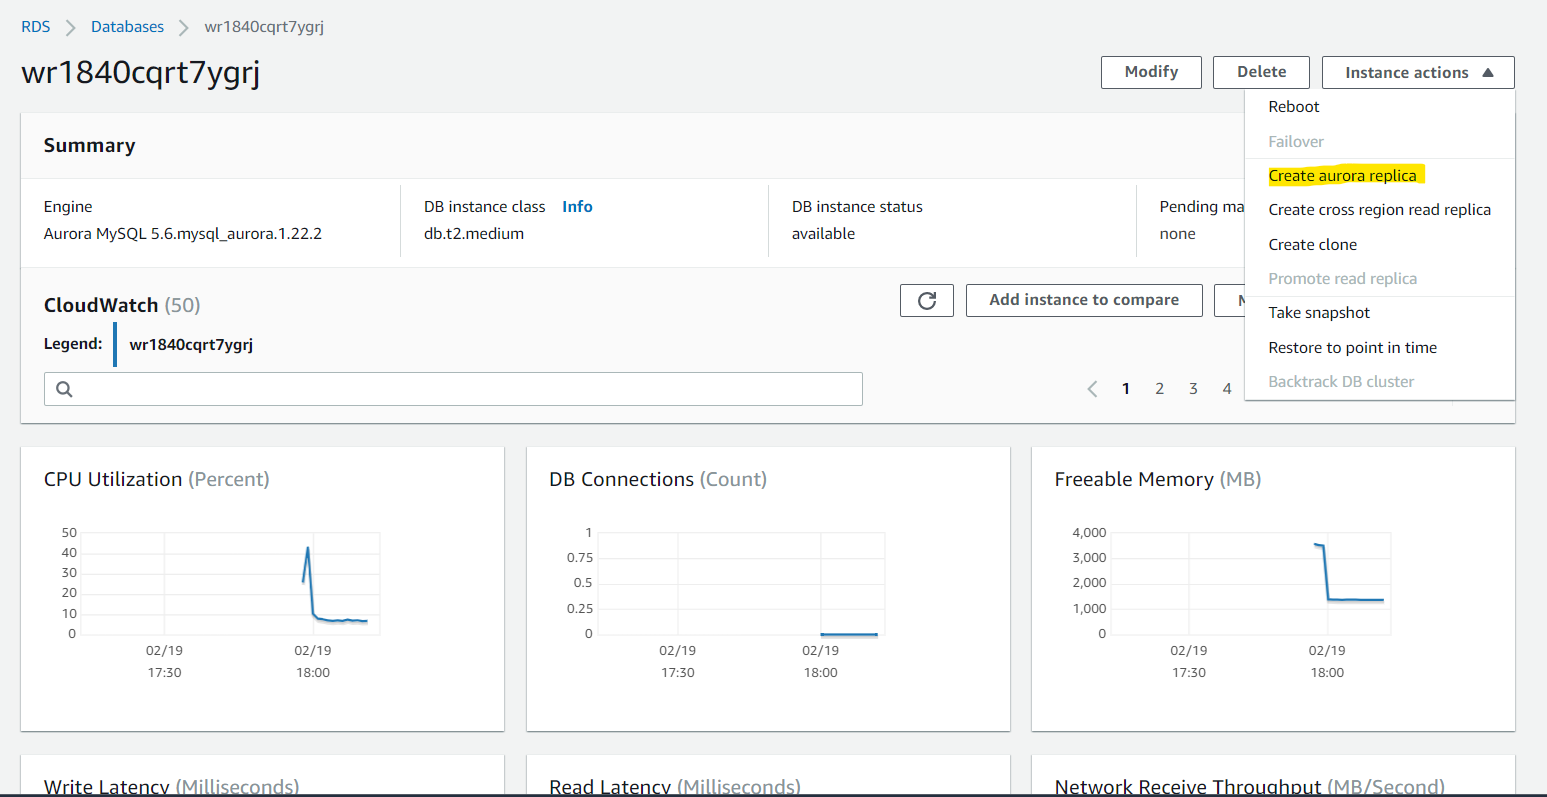 RDS > Databases > wr1840cqrt7ygrj
wr1840cqrt7ygrj
Modify Delete Instance actions
Reboot
Failover
Create aurora replica
Create cross region read replica
Create clone
Promote read replica
Take snapshot
Restore to point in time
Backtrack DB cluster
Summary
Engine
Aurora MySQL 5.6.mysql_aurora.1.22.2
DB instance class Info
db.t2.medium
DB instance status
available
Pending ma
none
CloudWatch (50)
Add instance to compare
Legend: wr1840cqrt7ygrj
1 2 3 4
CPU Utilization (Percent)
50
40
30
20
10
0
02/19 02/19
17:30 18:00
DB Connections (Count)
1
0.75
0.5
0.25
0
02/19 02/19
17:30 18:00
Freeable Memory (MB)
4,000
3,000
2,000
1,000
0
02/19 02/19
17:30 18:00
Write Latency (Milliseconds)
Read Latency (Milliseconds)
Network Receive Throughput (MB/Second)